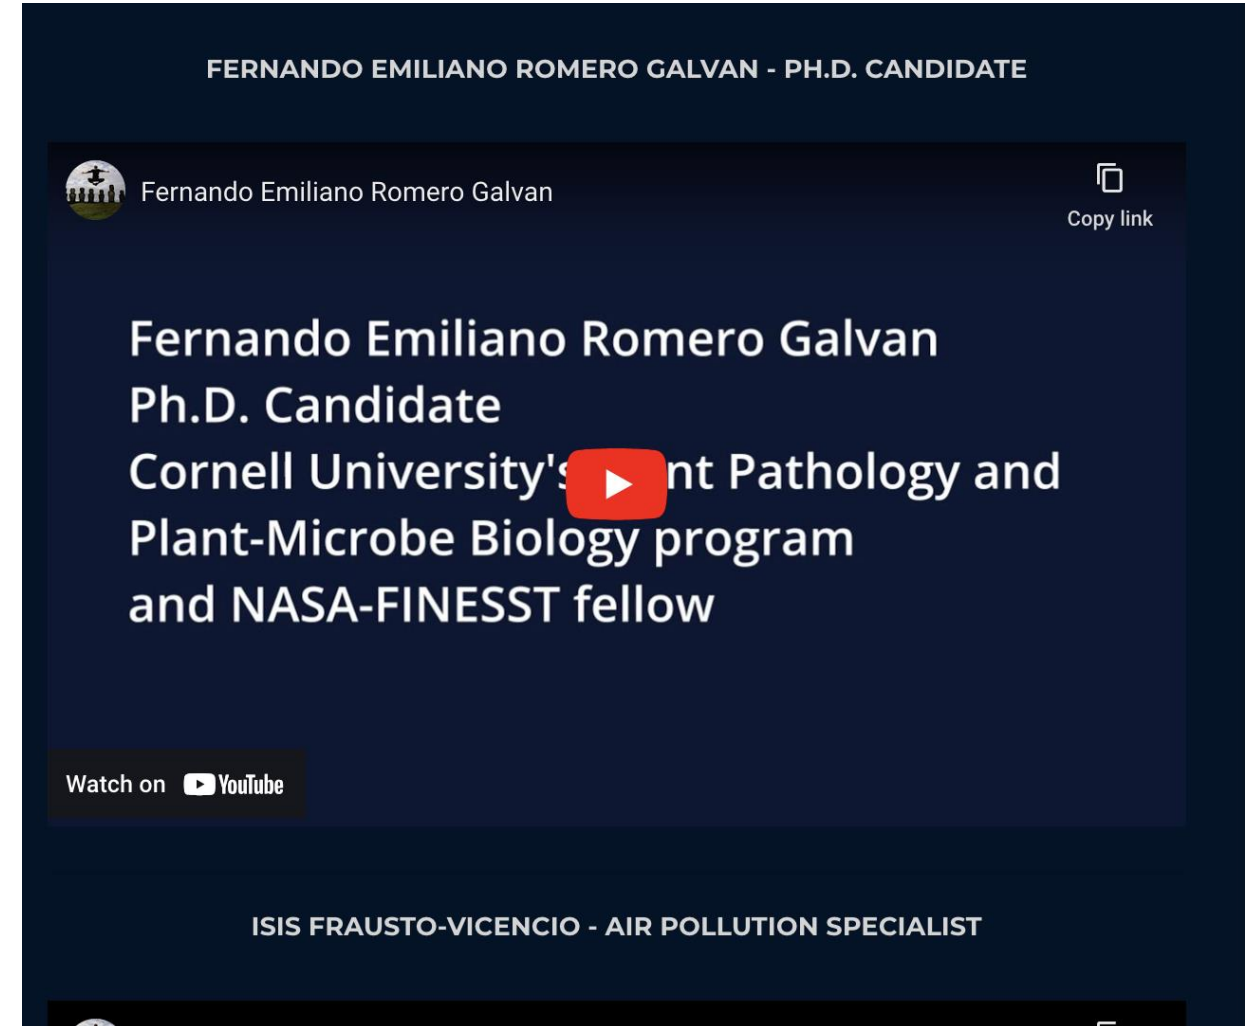 FERNANDO EMILIANO ROMERO GALVAN - PH.D. CANDIDATE
Fernando Emiliano Romero Galvan
Copy link
Fernando Emiliano Romero Galvan
Ph.D. Candidate
Cornell University's nt Pathology and
Plant-Microbe Biology program
and NASA-FINESST fellow
Watch on YouTube
ISIS FRAUSTO-VICENCIO - AIR POLLUTION SPECIALIST